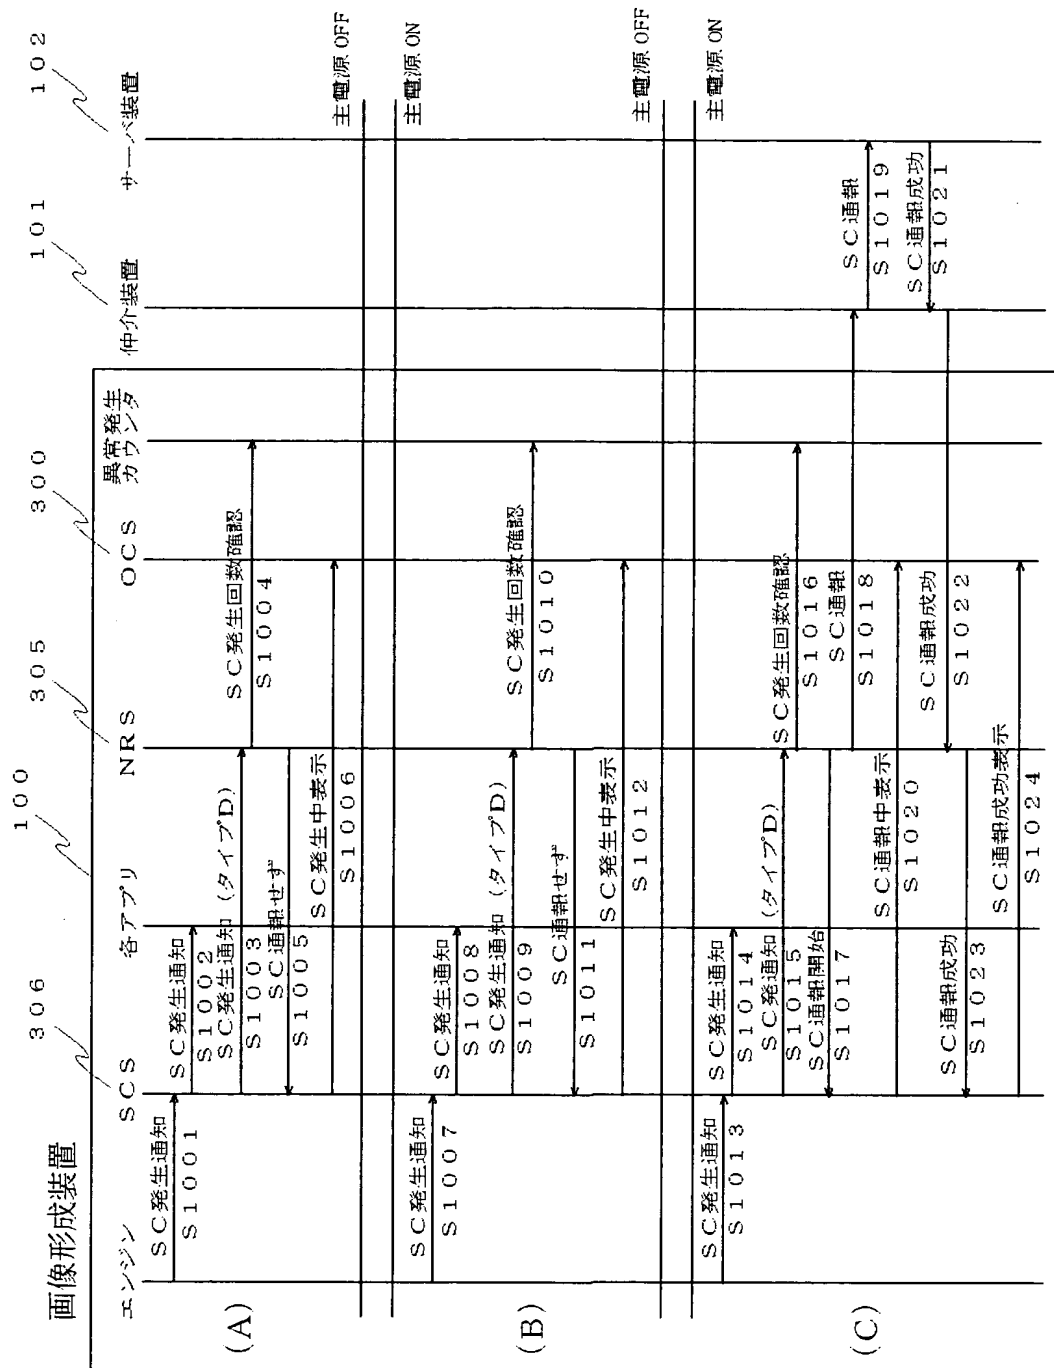 画像形成装置
100
306
305
300
101
102
エンジン
SCS
各アプリ
NRS
OCS
異常発生
カウンタ
仲介装置
サーバ装置
(A)
SC発生通知
S1001
SC発生通知
S1002
SC発生通知(タイプD)
S1003
SC発生回数確認
S1004
SC通報せず
S1005
SC発生中表示
S1006
主電源OFF
主電源ON
(B)
SC発生通知
S1007
SC発生通知
S1008
SC発生通知(タイプD)
S1009
SC発生回数確認
S1010
SC通報せず
S1011
SC発生中表示
S1012
主電源OFF
主電源ON
(C)
SC発生通知
S1013
SC発生通知
S1014
SC発通知(タイプD)
S1015
SC発生回数確認
S1016
SC通報開始
S1017
SC通報
S1018
SC通報
S1019
SC通報中表示
S1020
SC通報成功
S1021
SC通報成功
S1022
SC通報成功
S1023
SC通報成功表示
S1024